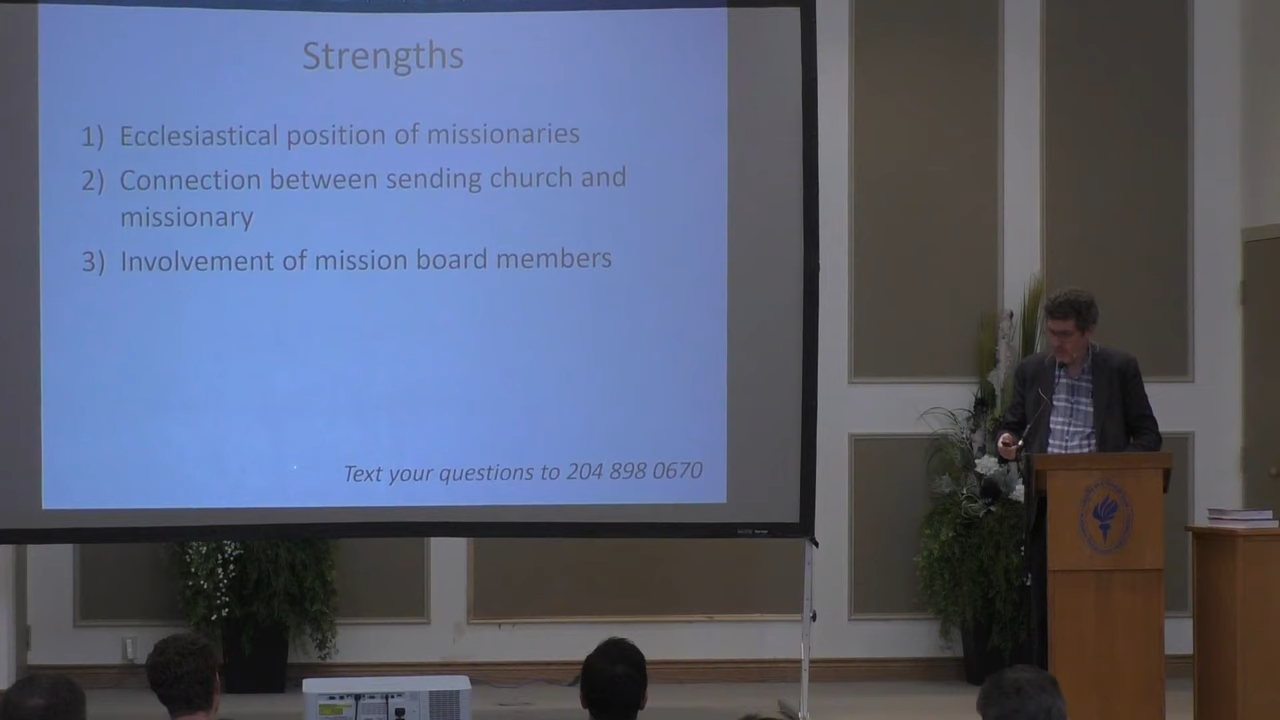 Strengths
1) Ecclesiastical position of missionaries
2) Connection between sending church and
missionary
3) Involvement of mission board members
Text your questions to 204 898 0670